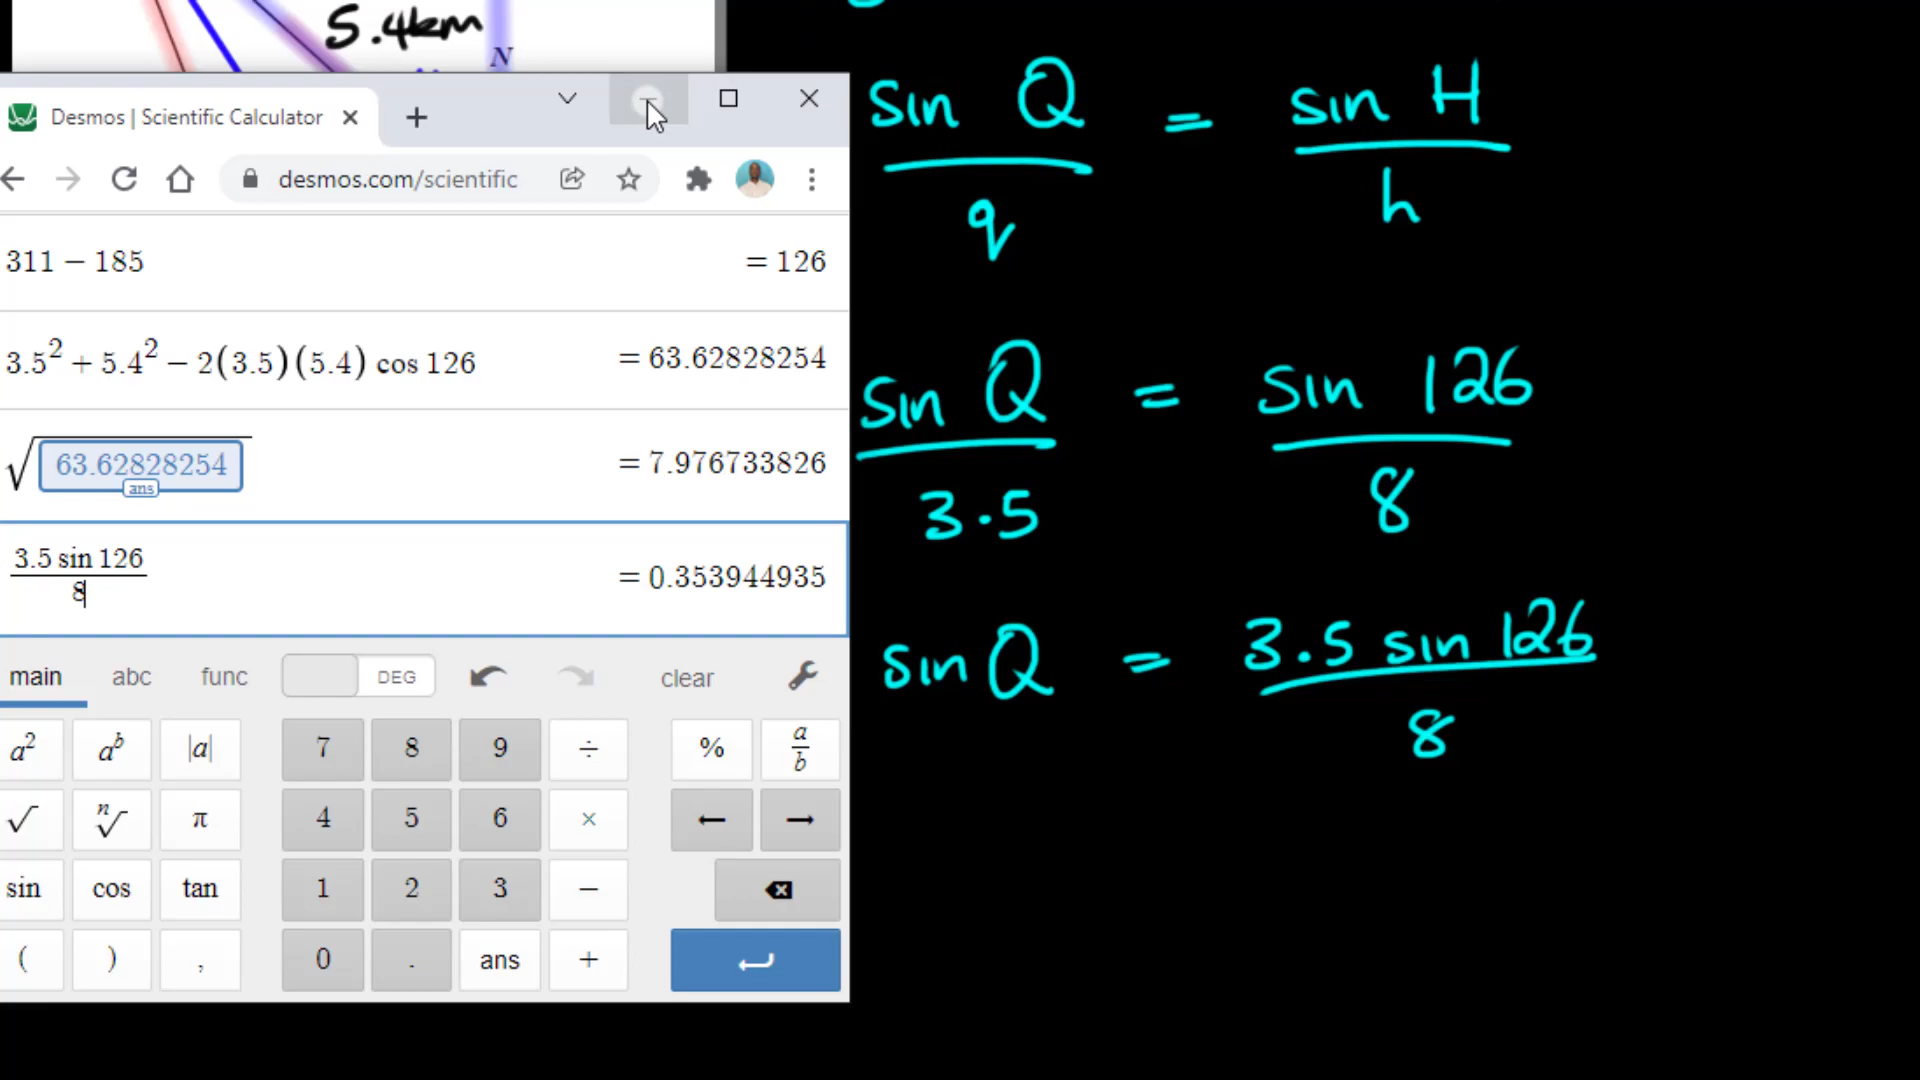 5.4km
N
Desmos | Scientific Calculator
desmos.com/scientific
311 − 185 = 126
3.5² + 5.4² − 2(3.5)(5.4) cos 126 = 63.62828254
√63.62828254 = 7.976733826
ans
3.5 sin 126 / 8 = 0.353944935
main abc func DEG clear
a² aᵇ |a| 7 8 9 ÷ % a/b
√ ⁿ√ π 4 5 6 × ← →
sin cos tan 1 2 3 −
( ) , 0 . ans +
sin Q / q = sin H / h
sin Q / 3.5 = sin 126 / 8
sin Q = 3.5 sin 126 / 8